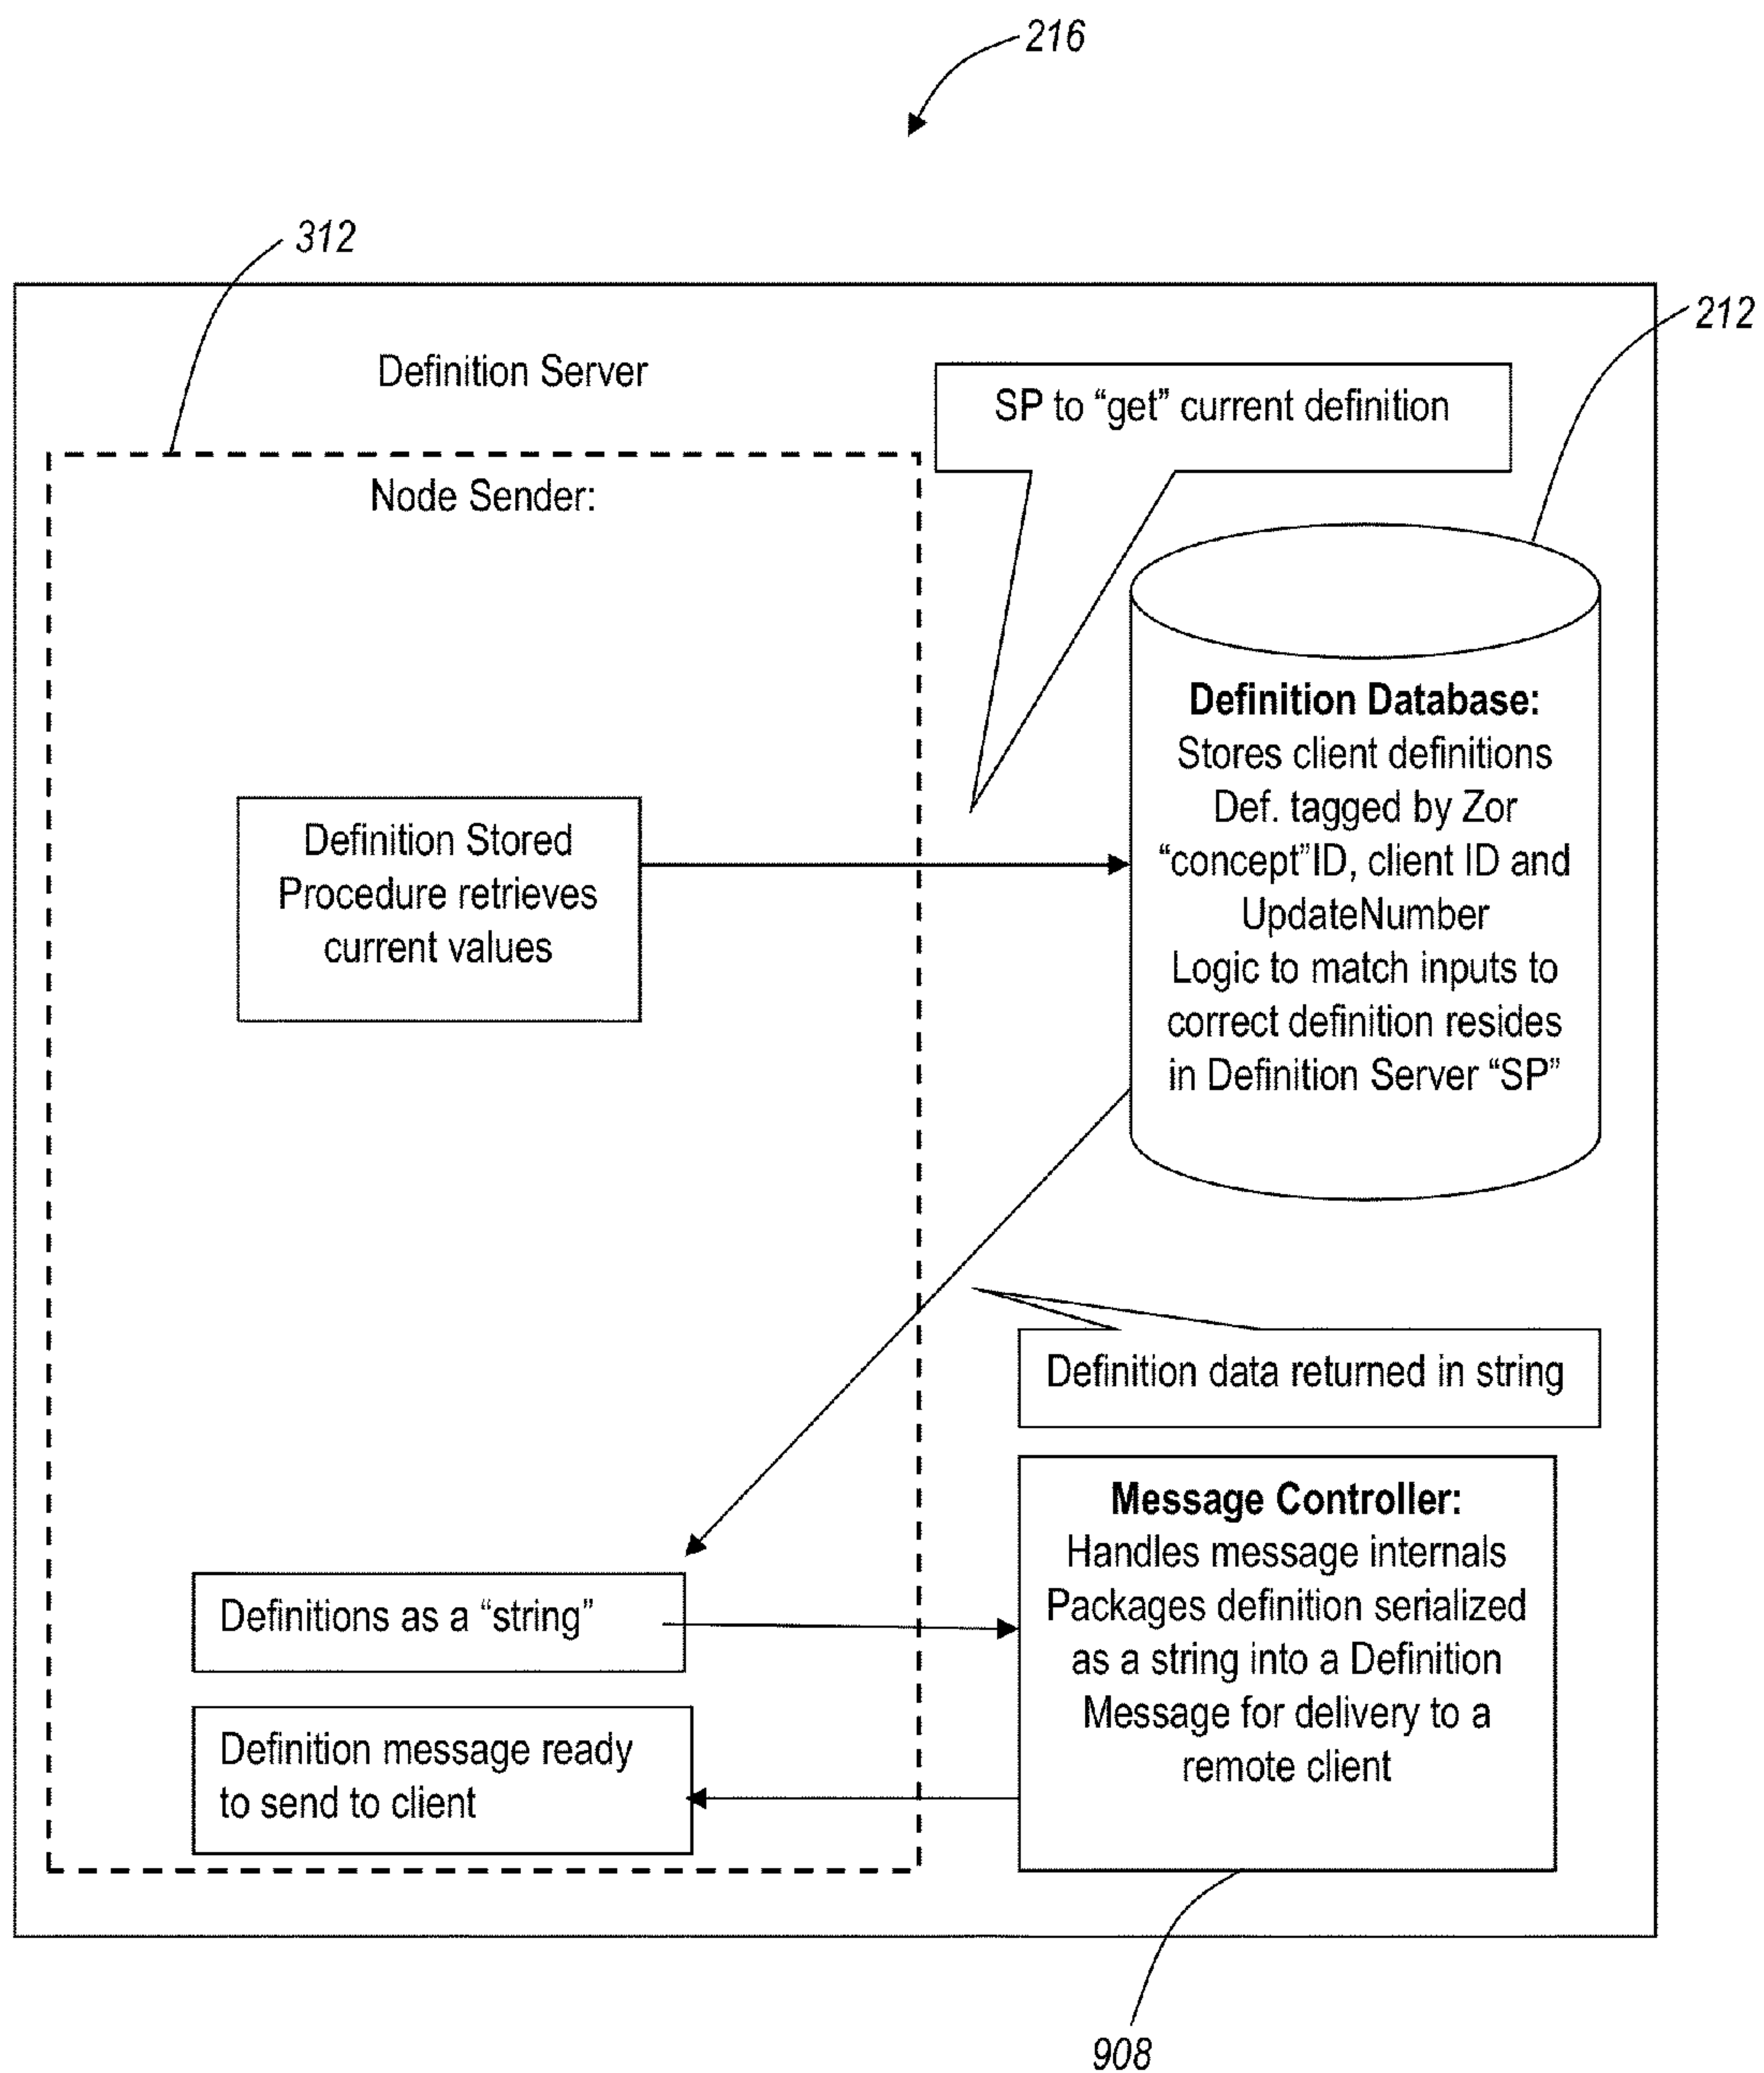 216
312
212
Definition Server
SP to “get” current definition
Node Sender:
Definition Database:
Stores client definitions
Def. tagged by Zor
“concept”ID, client ID and
UpdateNumber
Logic to match inputs to
correct definition resides
in Definition Server “SP”
Definition Stored
Procedure retrieves
current values
Definition data returned in string
Message Controller:
Handles message internals
Packages definition serialized
as a string into a Definition
Message for delivery to a
remote client
Definitions as a “string”
Definition message ready
to send to client
908